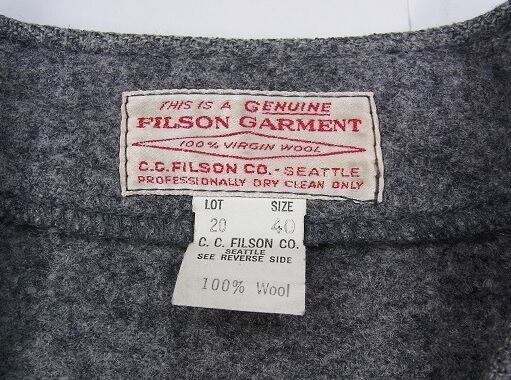 THIS IS A GENUINE
FILSON GARMENT
100% VIRGIN WOOL
C.C. FILSON CO. - SEATTLE
PROFESSIONALLY DRY CLEAN ONLY
LOT SIZE
20 40
C. C. FILSON CO.
SEATTLE
SEE REVERSE SIDE
100% Wool